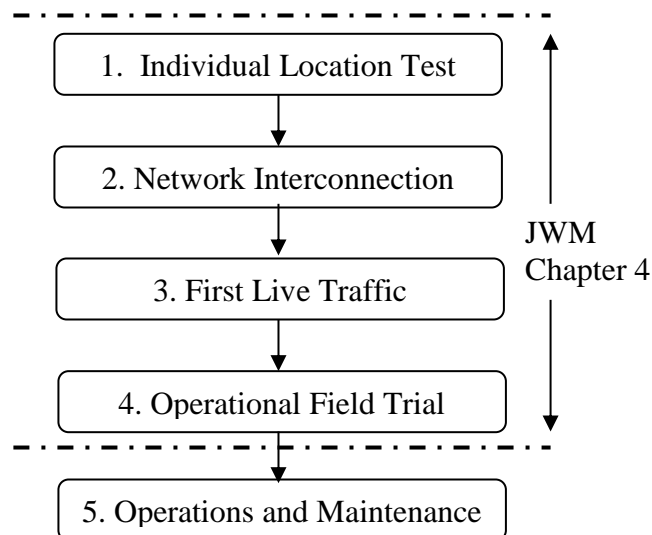 1. Individual Location Test
2. Network Interconnection
3. First Live Traffic
JWM
Chapter 4
4. Operational Field Trial
5. Operations and Maintenance